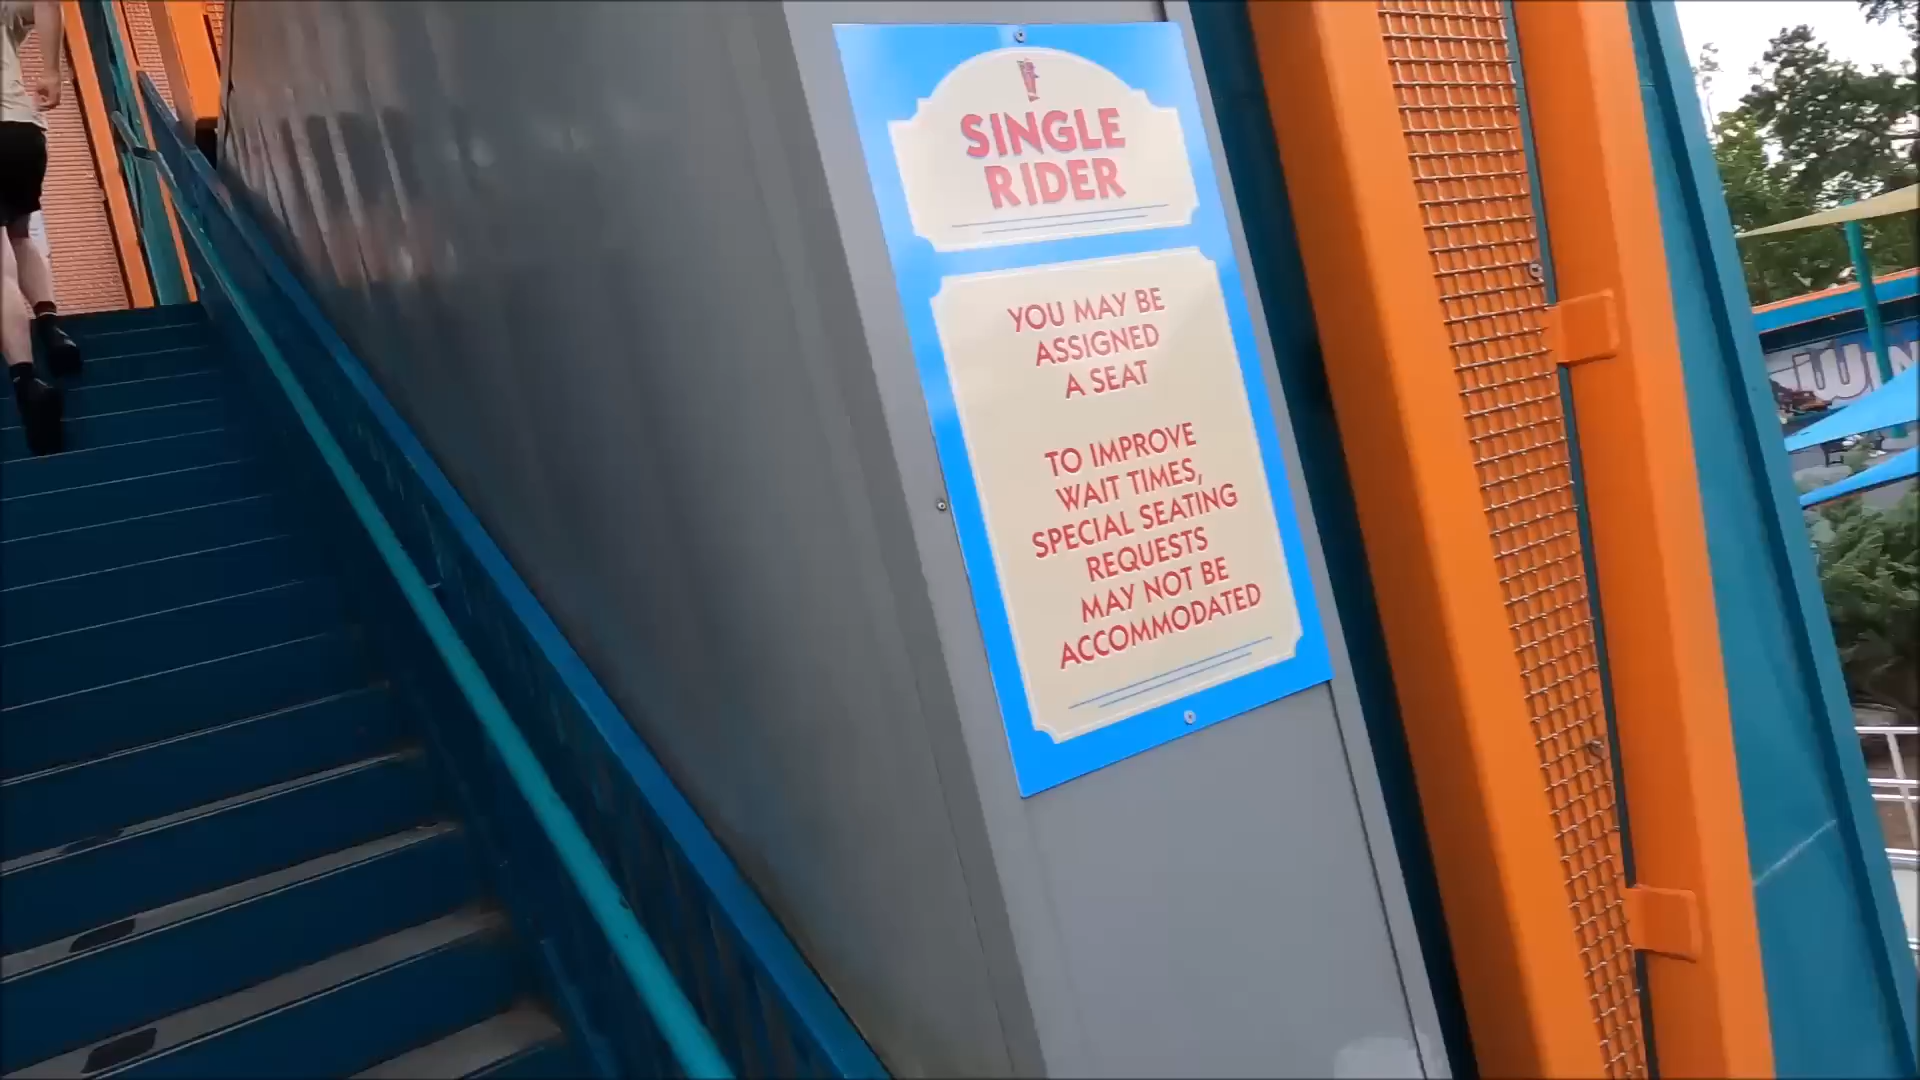 SINGLE
RIDER
YOU MAY BE
ASSIGNED
A SEAT
TO IMPROVE
WAIT TIMES,
SPECIAL SEATING
REQUESTS
MAY NOT BE
ACCOMMODATED